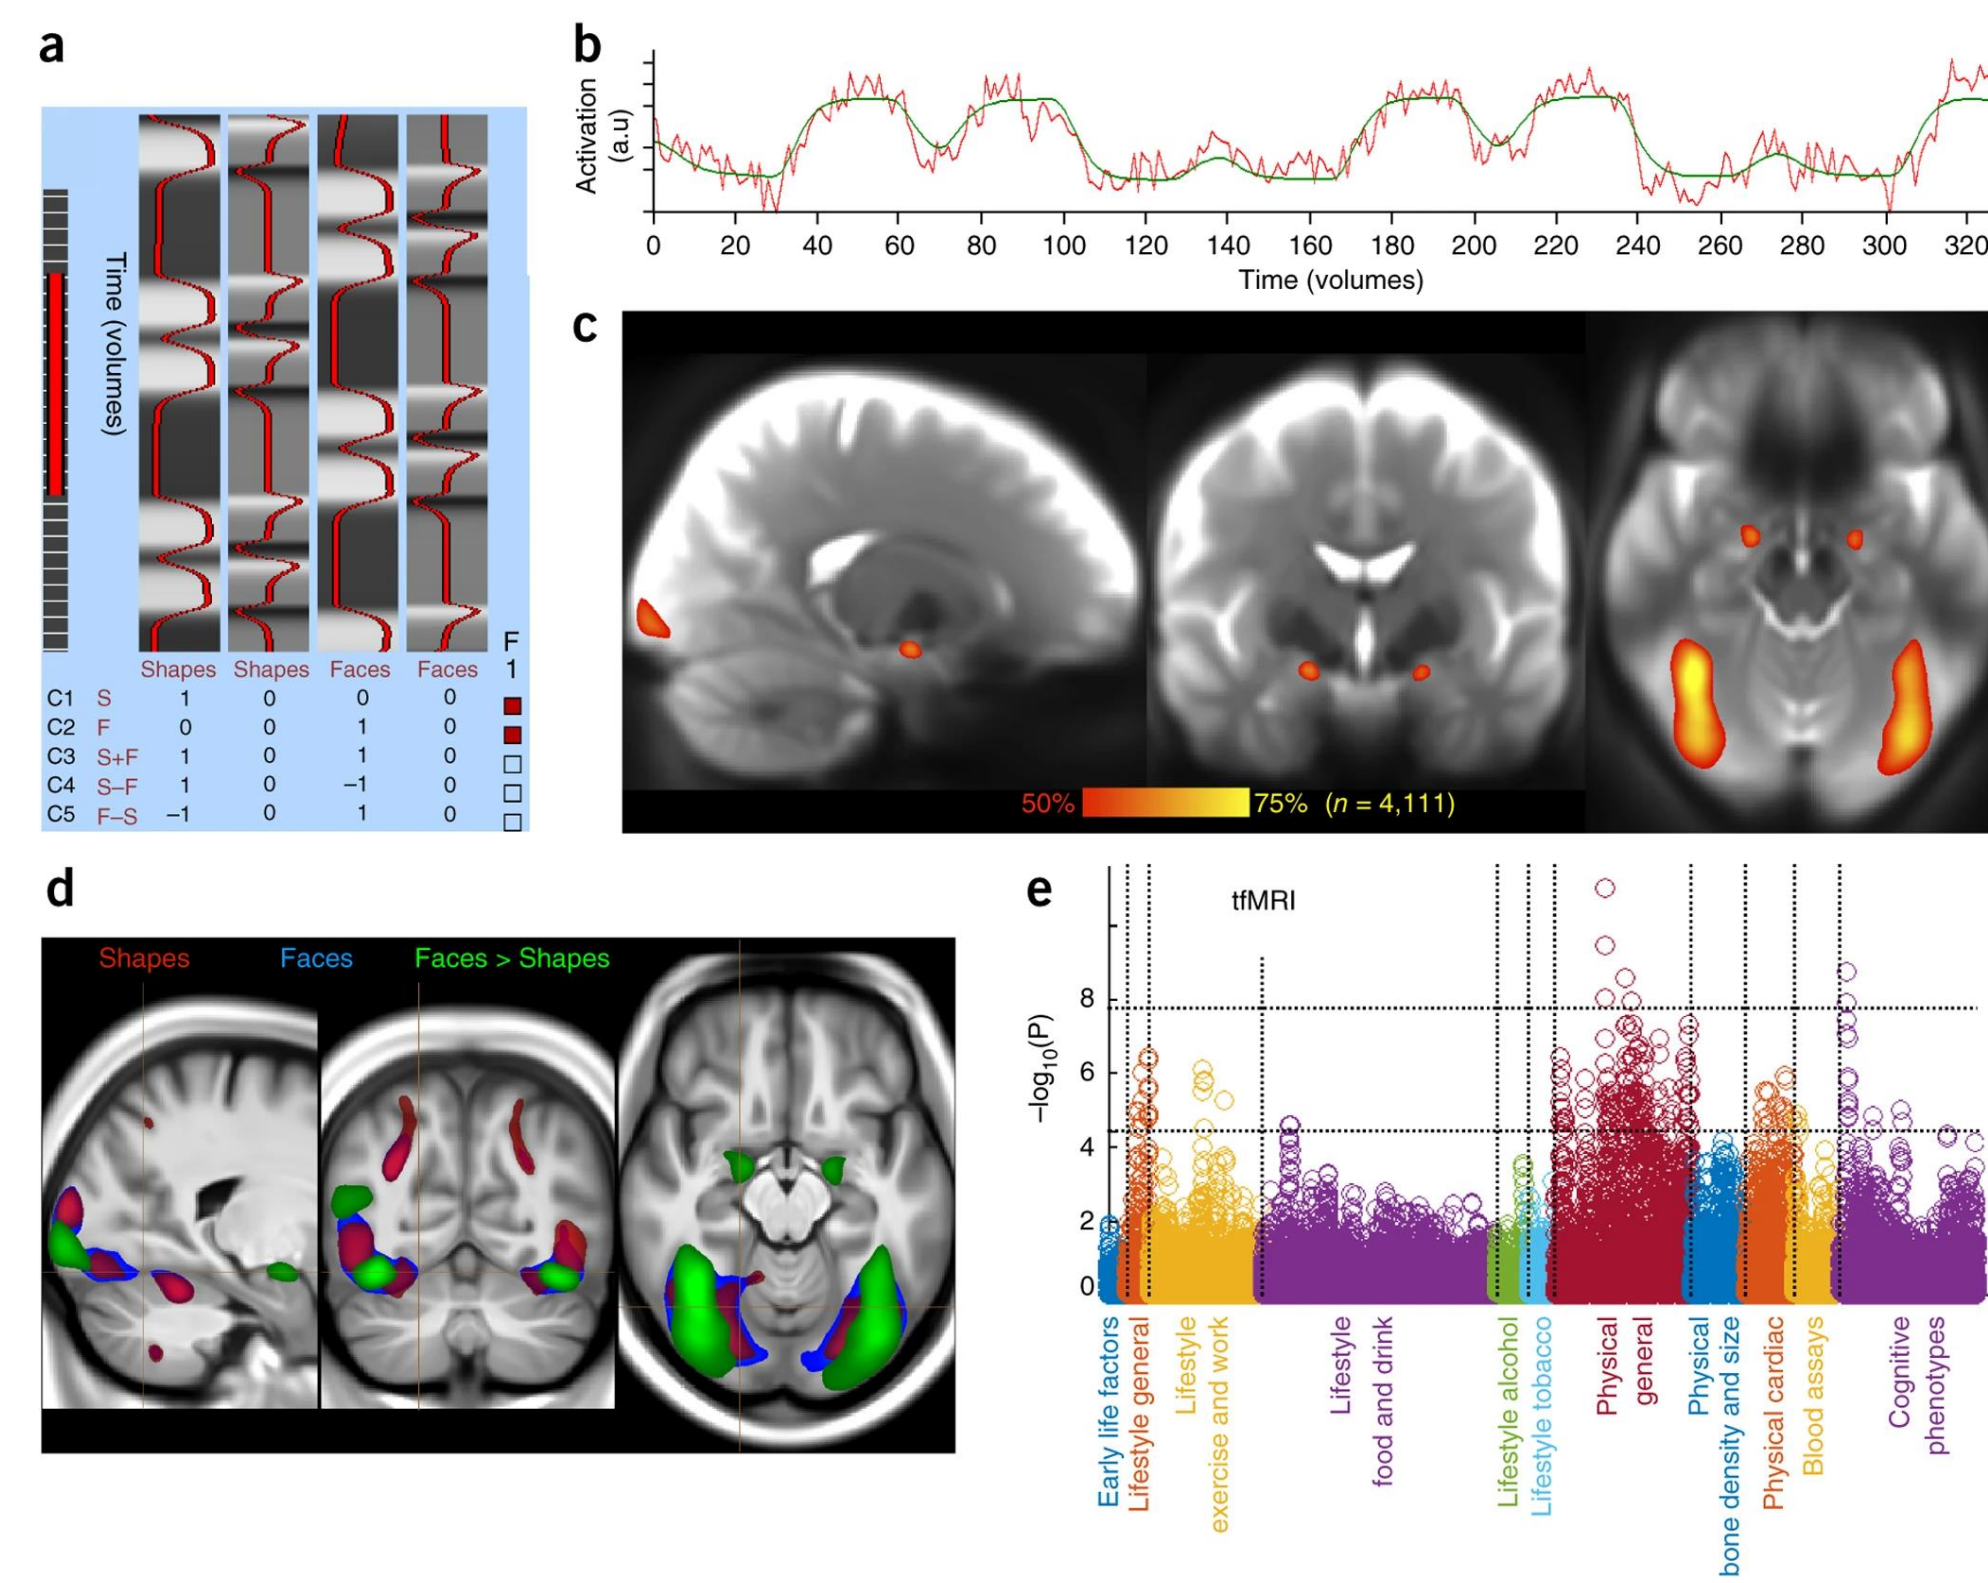 a
Time (volumes)
Shapes Shapes Faces Faces
F
1
C1 S 1 0 0 0
C2 F 0 0 1 0
C3 S+F 1 0 1 0
C4 S–F 1 0 –1 0
C5 F–S –1 0 1 0
b
Activation
(a.u)
0 20 40 60 80 100 120 140 160 180 200 220 240 260 280 300 320
Time (volumes)
c
50% 75% (n = 4,111)
d
Shapes Faces Faces > Shapes
e
tfMRI
–log10(P)
8
6
4
2
0
Early life factors
Lifestyle general
Lifestyle
exercise and work
Lifestyle
food and drink
Lifestyle alcohol
Lifestyle tobacco
Physical
general
Physical
bone density and size
Physical cardiac
Blood assays
Cognitive
phenotypes